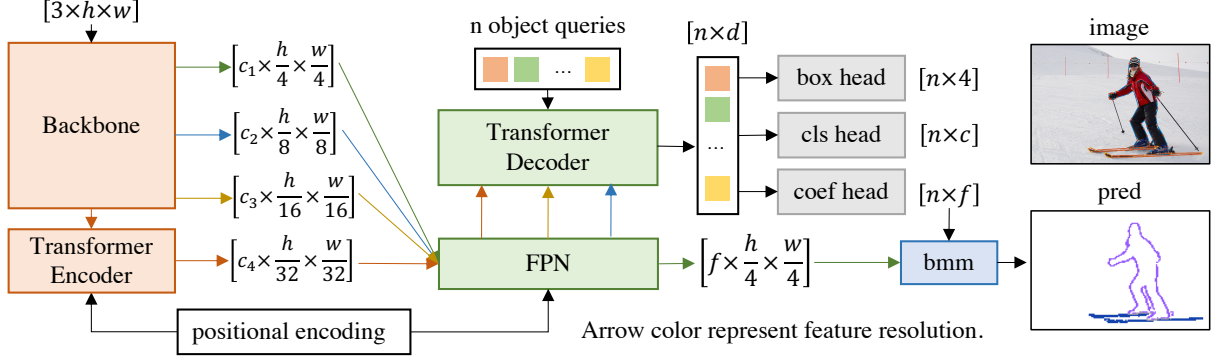 [3×h×w]
Backbone
Transformer
Encoder
[c₁ × h/4 × w/4]
[c₂ × h/8 × w/8]
[c₃ × h/16 × w/16]
[c₄ × h/32 × w/32]
positional encoding
n object queries
...
Transformer
Decoder
FPN
[n×d]
...
box head
[n×4]
cls head
[n×c]
coef head
[n×f]
[f × h/4 × w/4]
bmm
Arrow color represent feature resolution.
image
pred